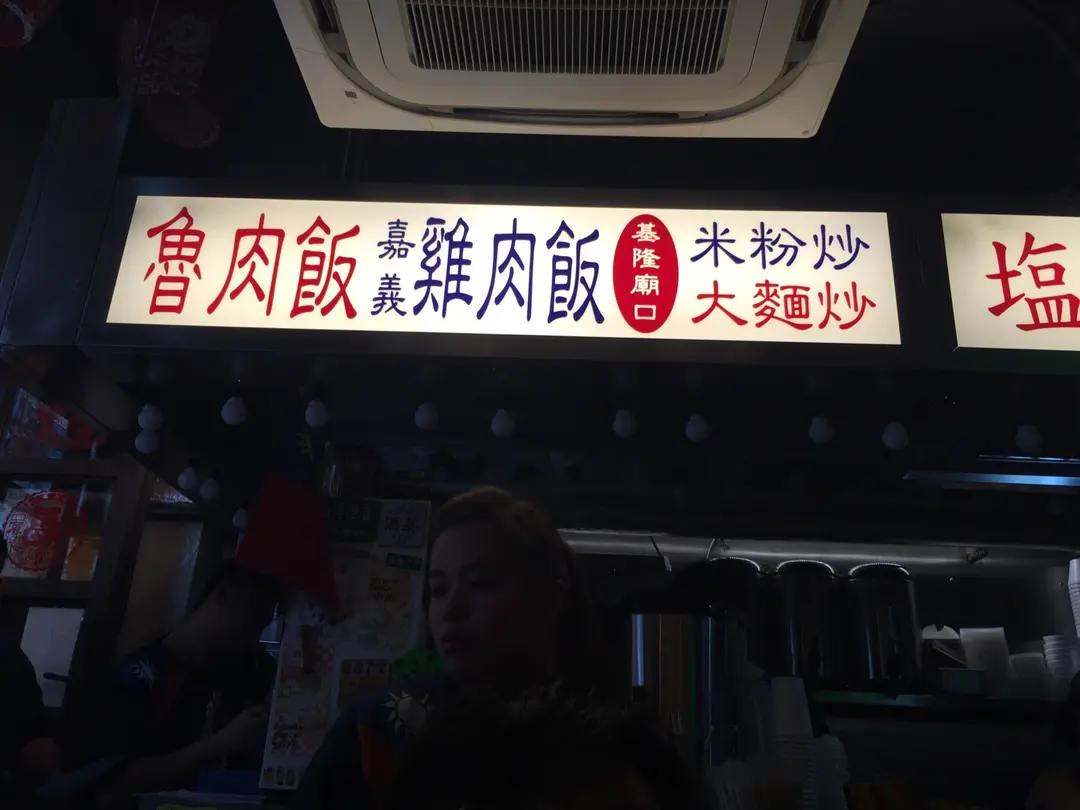 魯肉飯
嘉義雞肉飯
基隆廟口
米粉炒
大麵炒
塩